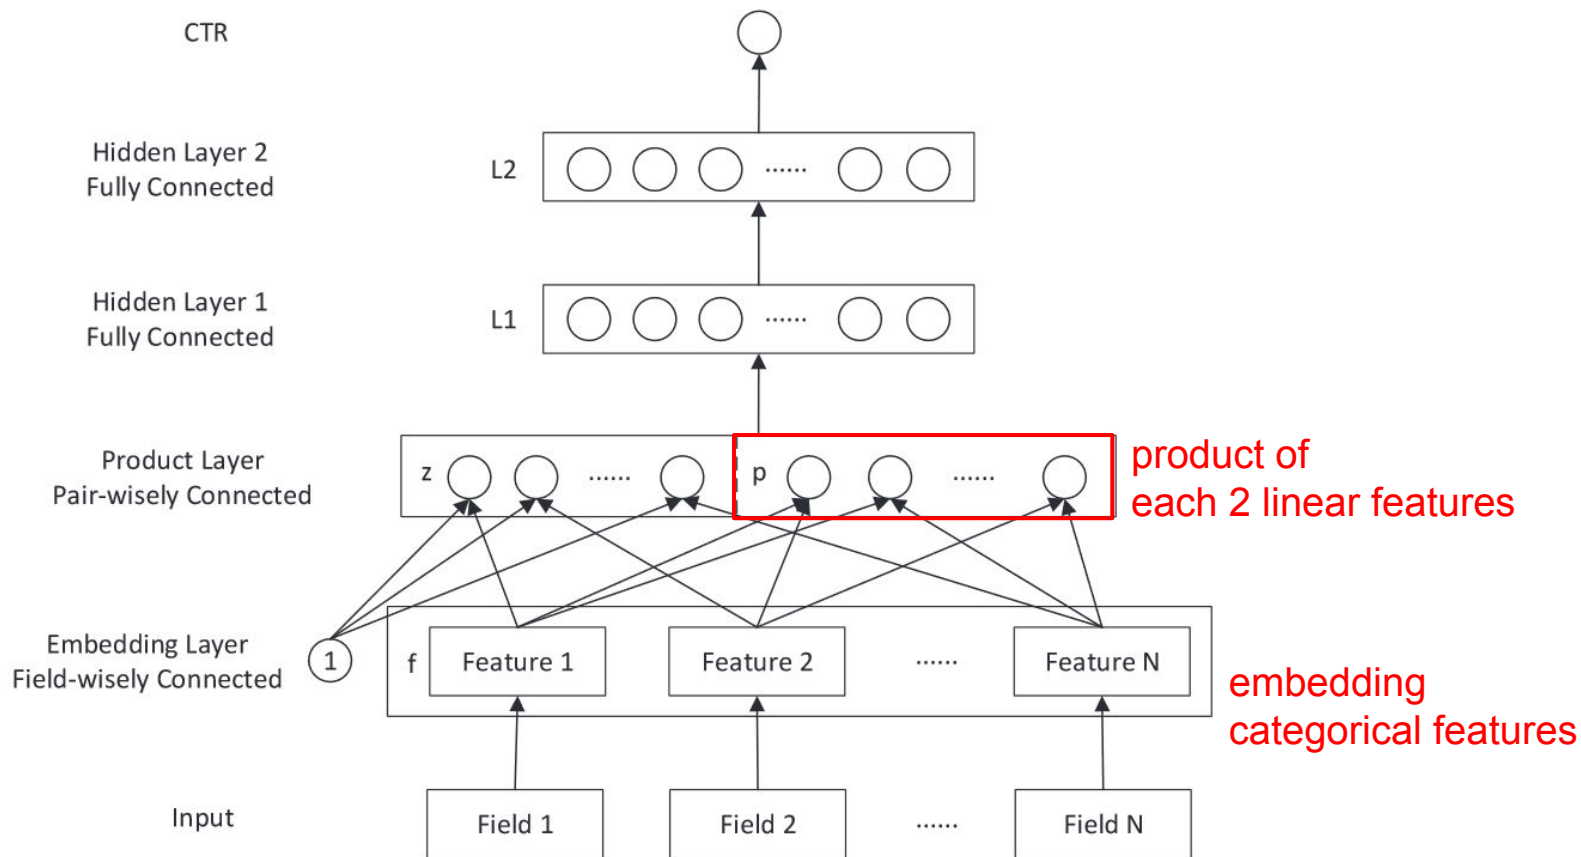 CTR
Hidden Layer 2
Fully Connected
L2
......
Hidden Layer 1
Fully Connected
L1
......
Product Layer
Pair-wisely Connected
z
......
p
......
product of
each 2 linear features
Embedding Layer
Field-wisely Connected
1
f
Feature 1
Feature 2
......
Feature N
embedding
categorical features
Input
Field 1
Field 2
......
Field N